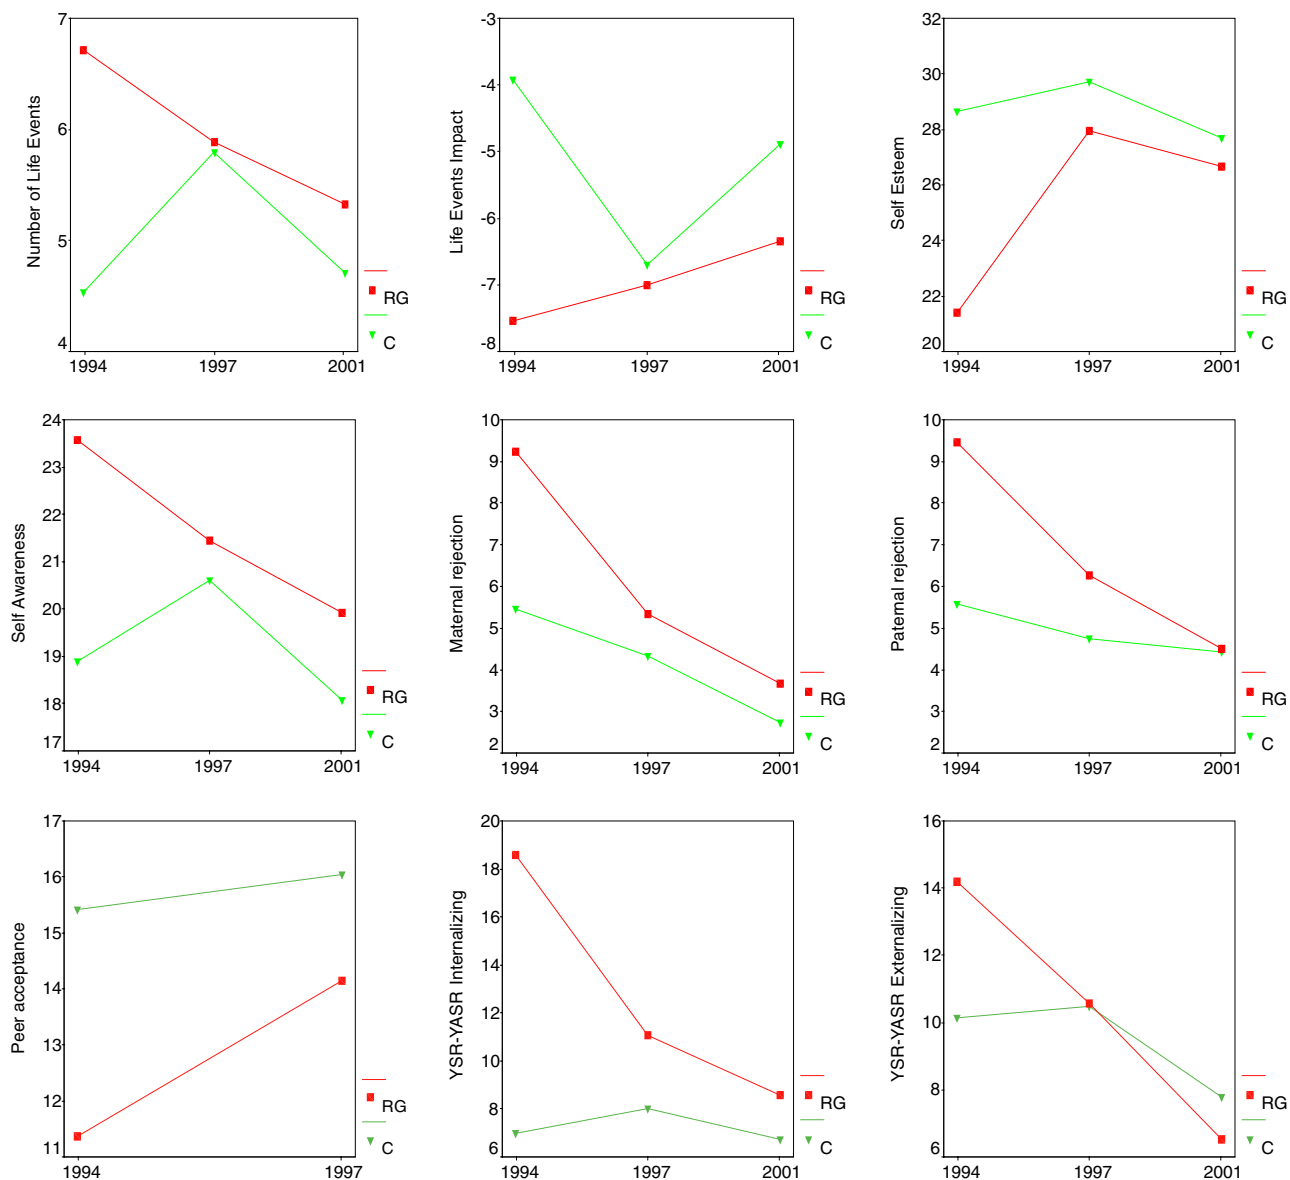 Number of Life Events
7
6
5
4
1994 1997 2001
RG
C
Life Events Impact
-3
-4
-5
-6
-7
-8
1994 1997 2001
RG
C
Self Esteem
32
30
28
26
24
22
20
1994 1997 2001
RG
C
Self Awareness
24
23
22
21
20
19
18
17
1994 1997 2001
RG
C
Maternal rejection
10
9
8
7
6
5
4
3
2
1994 1997 2001
RG
C
Paternal rejection
10
9
8
7
6
5
4
3
2
1994 1997 2001
RG
C
Peer acceptance
17
16
15
14
13
12
11
1994 1997
RG
C
YSR-YASR Internalizing
20
18
16
14
12
10
8
6
1994 1997 2001
RG
C
YSR-YASR Externalizing
16
14
12
10
8
6
1994 1997 2001
RG
C